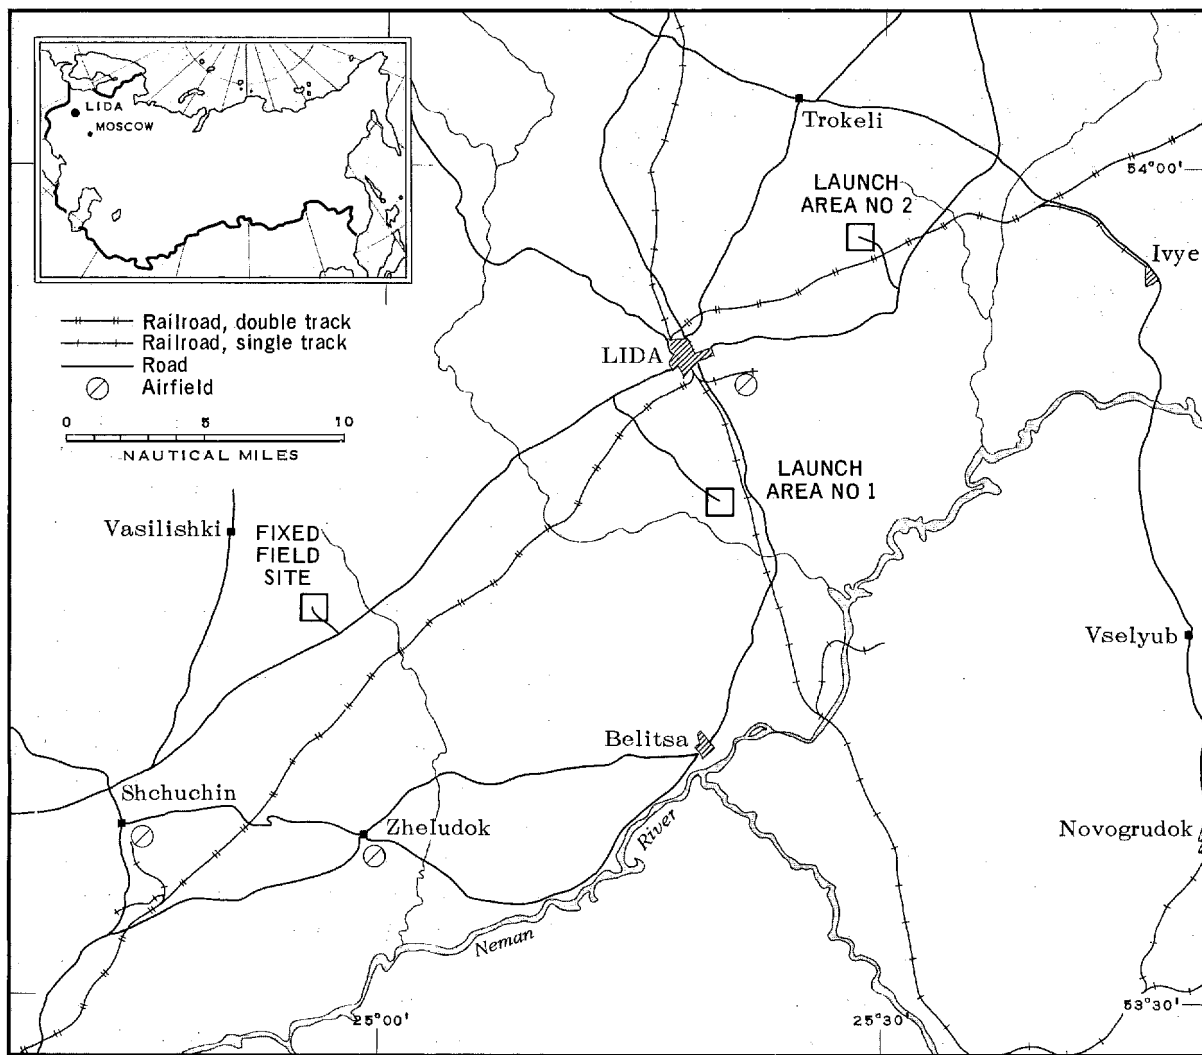 LIDA
MOSCOW
Railroad, double track
Railroad, single track
Road
Airfield
0 5 10
NAUTICAL MILES
Trokeli
54°00'
LAUNCH
AREA NO 2
Ivye
LIDA
LAUNCH
AREA NO 1
Vasilishki
FIXED
FIELD
SITE
Vselyub
Belitsa
Shchuchin
Zheludok
River
Novogrudok
Neman
25°00'
25°30'
53°30'